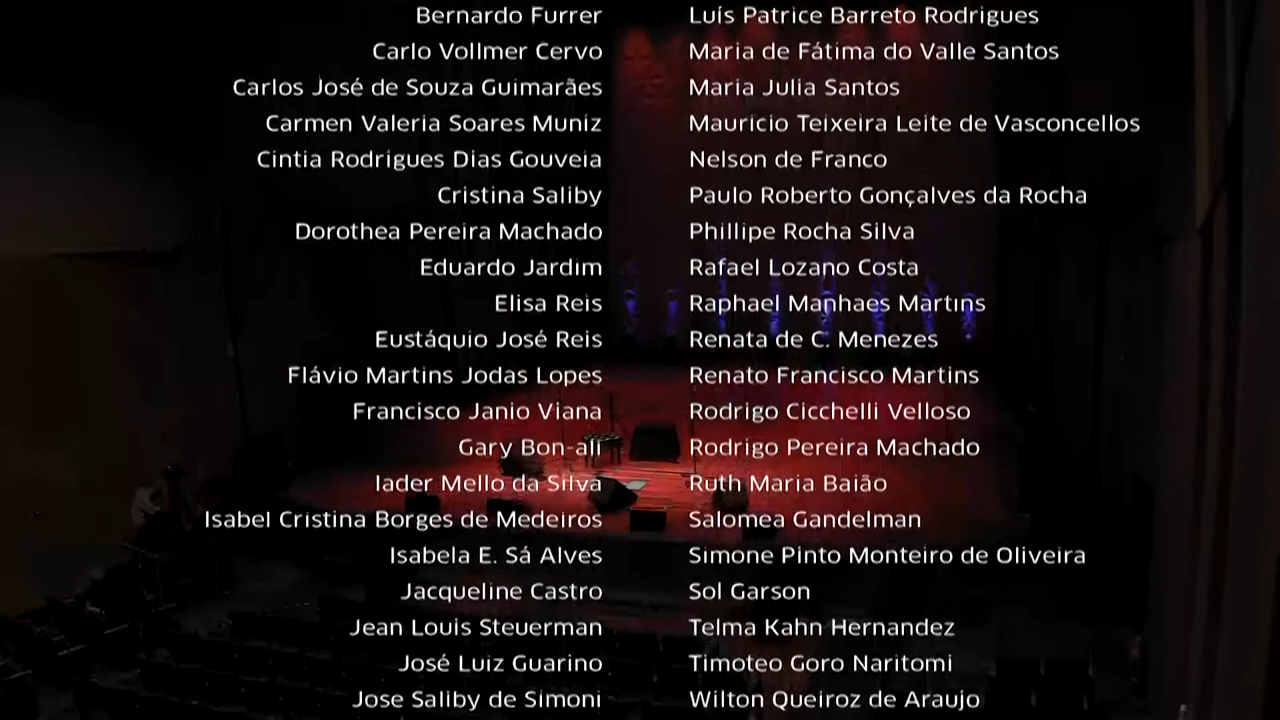 Bernardo Furrer
Carlo Vollmer Cervo
Carlos José de Souza Guimarães
Carmen Valeria Soares Muniz
Cintia Rodrigues Dias Gouveia
Cristina Saliby
Dorothea Pereira Machado
Eduardo Jardim
Elisa Reis
Eustáquio José Reis
Flávio Martins Jodas Lopes
Francisco Janio Viana
Gary Bon-ali
Iader Mello da Silva
Isabel Cristina Borges de Medeiros
Isabela E. Sá Alves
Jacqueline Castro
Jean Louis Steuerman
José Luiz Guarino
Jose Saliby de Simoni
Luís Patrice Barreto Rodrigues
Maria de Fátima do Valle Santos
Maria Julia Santos
Mauricio Teixeira Leite de Vasconcellos
Nelson de Franco
Paulo Roberto Gonçalves da Rocha
Phillipe Rocha Silva
Rafael Lozano Costa
Raphael Manhaes Martins
Renata de C. Menezes
Renato Francisco Martins
Rodrigo Cicchelli Velloso
Rodrigo Pereira Machado
Ruth Maria Baião
Salomea Gandelman
Simone Pinto Monteiro de Oliveira
Sol Garson
Telma Kahn Hernandez
Timoteo Goro Naritomi
Wilton Queiroz de Araujo